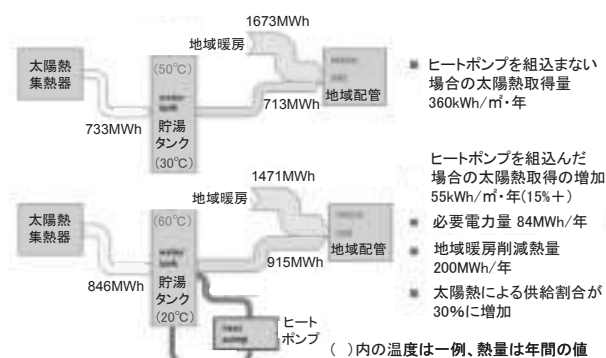 1673MWh
地域暖房
太陽熱
集熱器
(50℃)
貯湯
タンク
(30℃)
733MWh
713MWh
地域配管
■ ヒートポンプを組込まない
場合の太陽熱取得量
360kWh/㎡・年
1471MWh
地域暖房
太陽熱
集熱器
(60℃)
貯湯
タンク
(20℃)
846MWh
915MWh
地域配管
ヒート
ポンプ
ヒートポンプを組込んだ
場合の太陽熱取得の増加
55kWh/㎡・年(15%+)
■ 必要電力量 84MWh/年
■ 地域暖房削減熱量
200MWh/年
■ 太陽熱による供給割合が
30%に増加
( )内の温度は一例、熱量は年間の値